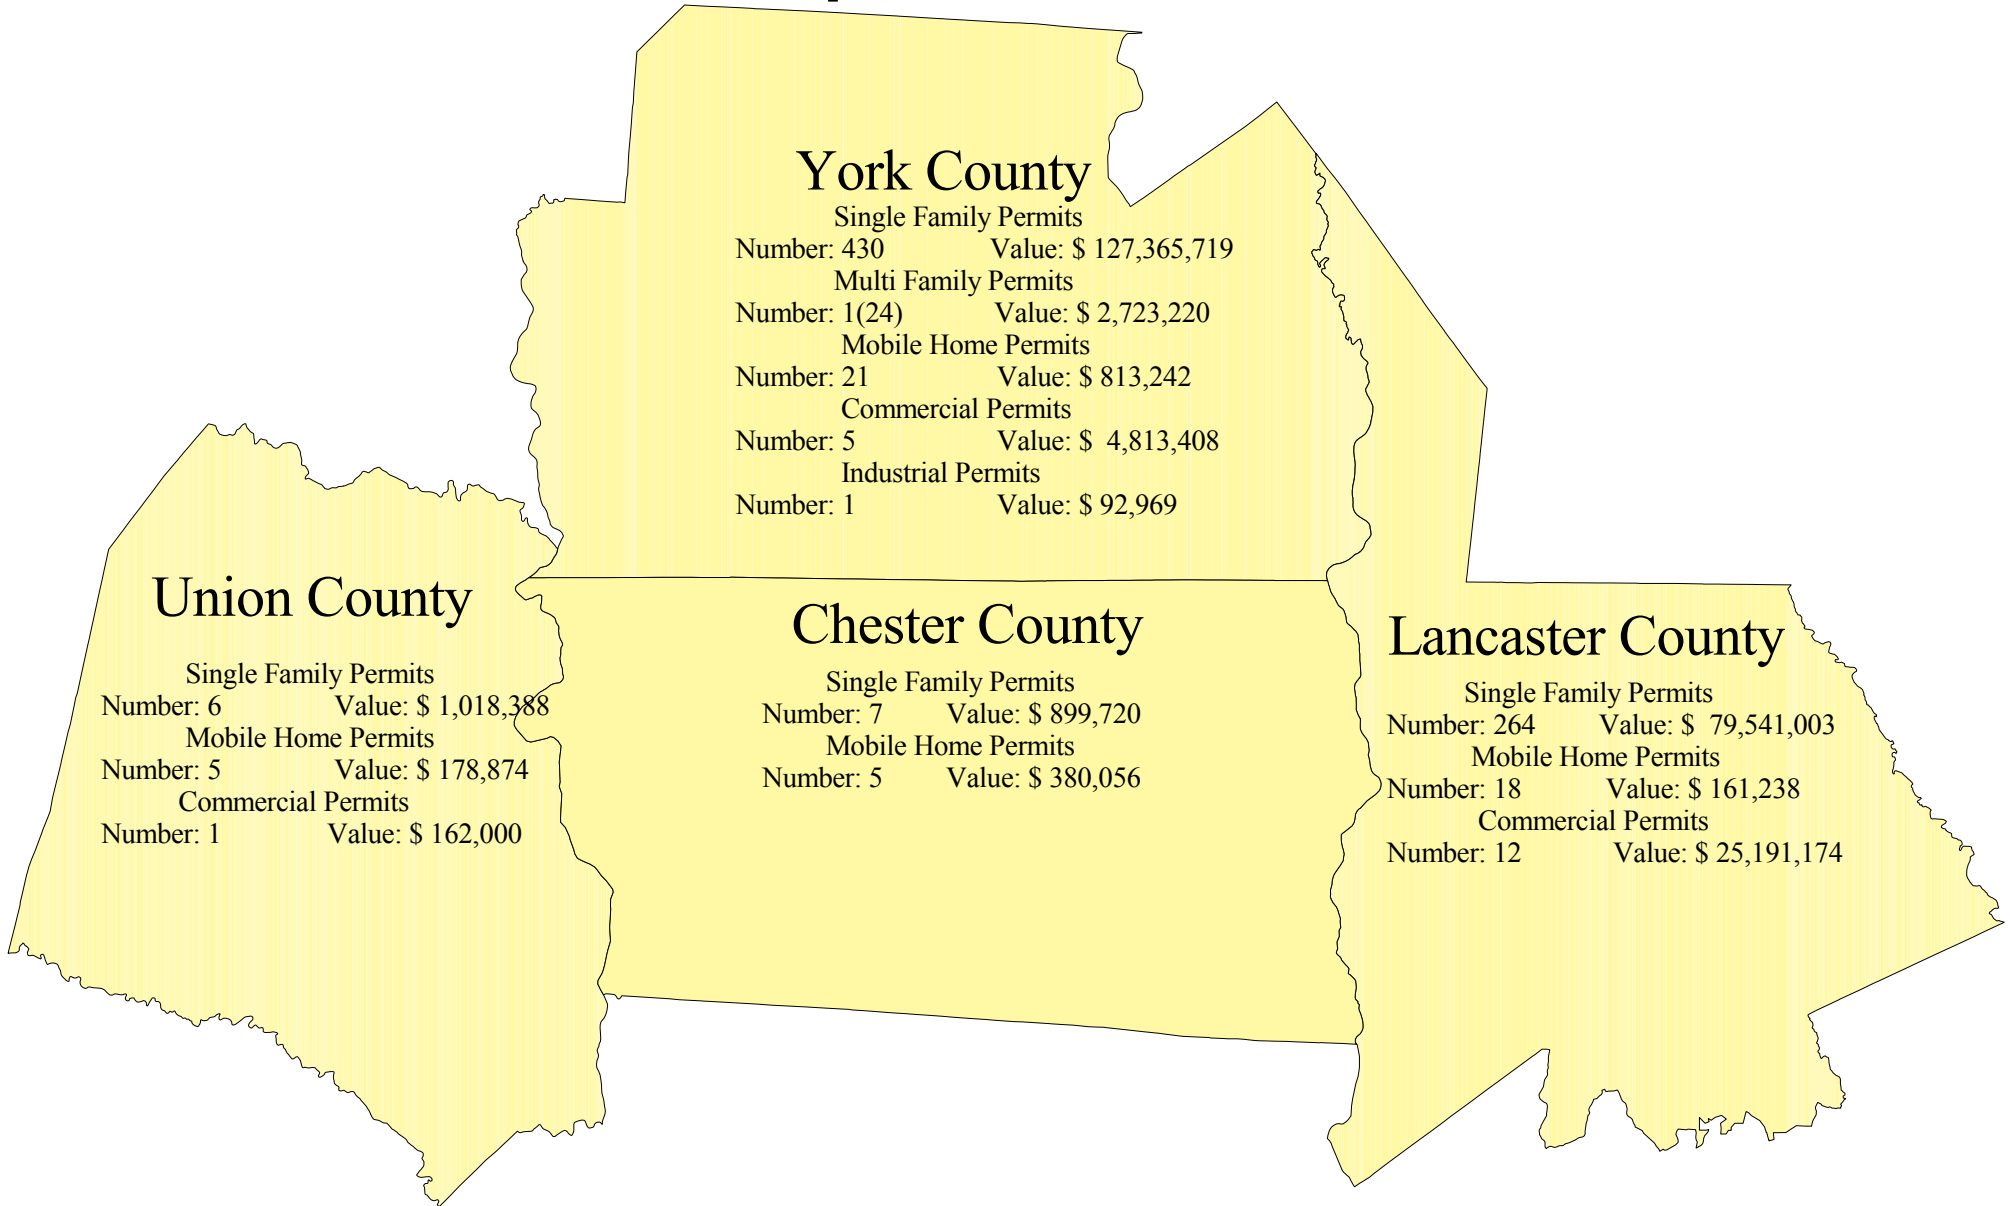 York County
Single Family Permits
Number: 430 Value: $ 127,365,719
Multi Family Permits
Number: 1(24) Value: $ 2,723,220
Mobile Home Permits
Number: 21 Value: $ 813,242
Commercial Permits
Number: 5 Value: $ 4,813,408
Industrial Permits
Number: 1 Value: $ 92,969
Union County
Single Family Permits
Number: 6 Value: $ 1,018,388
Mobile Home Permits
Number: 5 Value: $ 178,874
Commercial Permits
Number: 1 Value: $ 162,000
Chester County
Single Family Permits
Number: 7 Value: $ 899,720
Mobile Home Permits
Number: 5 Value: $ 380,056
Lancaster County
Single Family Permits
Number: 264 Value: $ 79,541,003
Mobile Home Permits
Number: 18 Value: $ 161,238
Commercial Permits
Number: 12 Value: $ 25,191,174